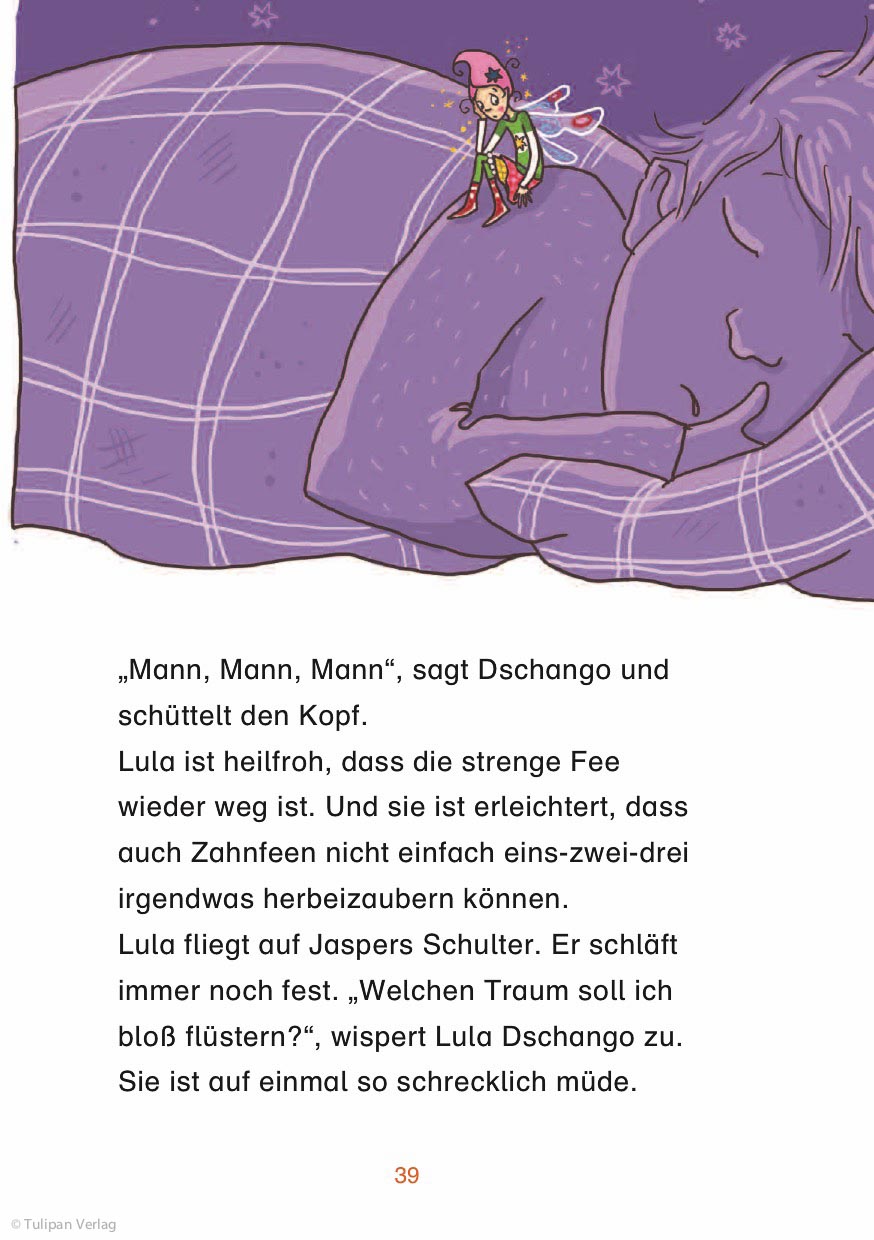 „Mann, Mann, Mann“, sagt Dschango und
schüttelt den Kopf.
Lula ist heilfroh, dass die strenge Fee
wieder weg ist. Und sie ist erleichtert, dass
auch Zahnfeen nicht einfach eins-zwei-drei
irgendwas herbeizaubern können.
Lula fliegt auf Jaspers Schulter. Er schläft
immer noch fest. „Welchen Traum soll ich
bloß flüstern?“, wispert Lula Dschango zu.
Sie ist auf einmal so schrecklich müde.
39
© Tulipan Verlag